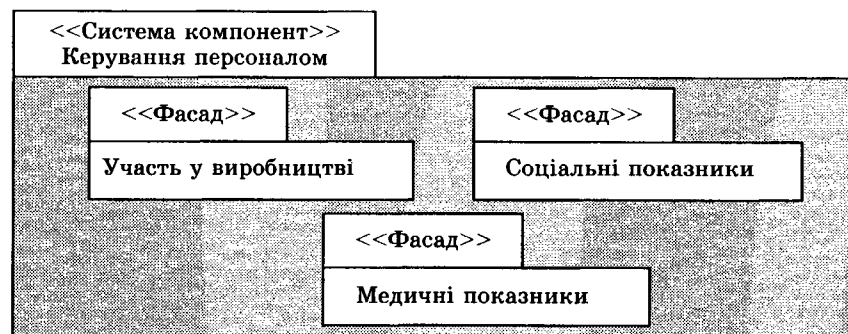 <<Система компонент>>
Керування персоналом
<<Фасад>>
<<Фасад>>
Участь у виробництві
Соціальні показники
<<Фасад>>
Медичні показники